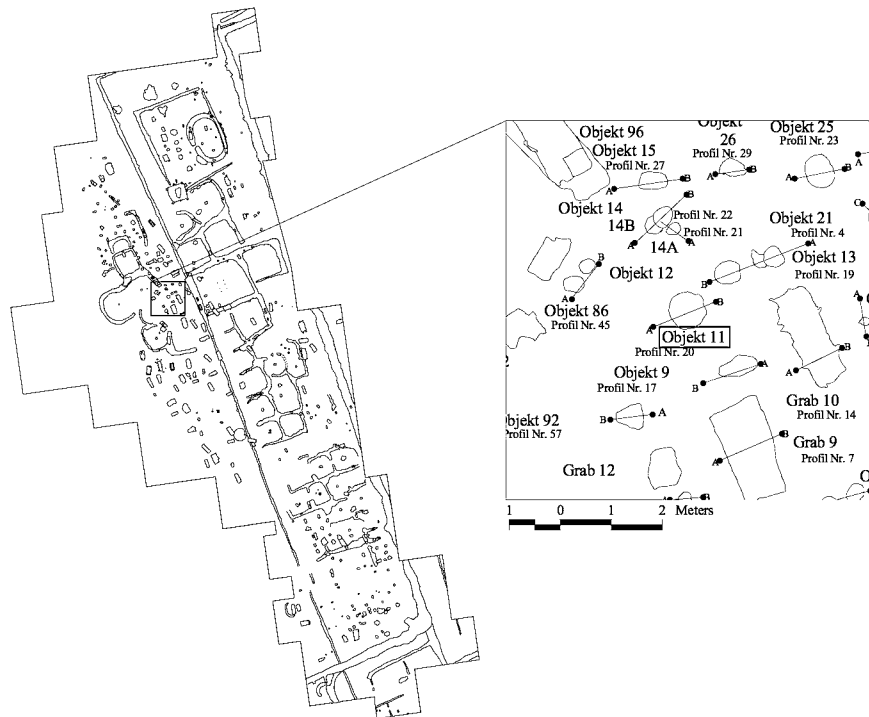 Objekt 96
Objekt
26
Profil Nr. 29
Objekt 25
Profil Nr. 23
Objekt 15
Profil Nr. 27
Objekt 14
14B
Profil Nr. 22
Profil Nr. 21
14A
Objekt 21
Profil Nr. 4
Objekt 12
Objekt 13
Profil Nr. 19
Objekt 86
Profil Nr. 45
Objekt 11
Profil Nr. 20
Objekt 9
Profil Nr. 17
Grab 10
Profil Nr. 14
Objekt 92
Profil Nr. 57
Grab 9
Profil Nr. 7
Grab 12
A B
A B
A B
A B
A
C
A B
A
B A
A B
A B
A B
B A
B A
A B
A
A B
1 0 1 2 Meters